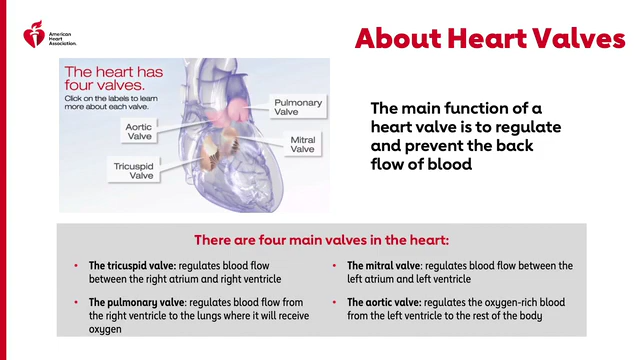 American
Heart
Association.
About Heart Valves
The heart has
four valves.
Click on the labels to learn
more about each valve.
Pulmonary
Valve
Aortic
Valve
Mitral
Valve
Tricuspid
Valve
The main function of a
heart valve is to regulate
and prevent the back
flow of blood
There are four main valves in the heart:
• The tricuspid valve: regulates blood flow
between the right atrium and right ventricle
• The pulmonary valve: regulates blood flow from
the right ventricle to the lungs where it will receive
oxygen
• The mitral valve: regulates blood flow between the
left atrium and left ventricle
• The aortic valve: regulates the oxygen-rich blood
from the left ventricle to the rest of the body